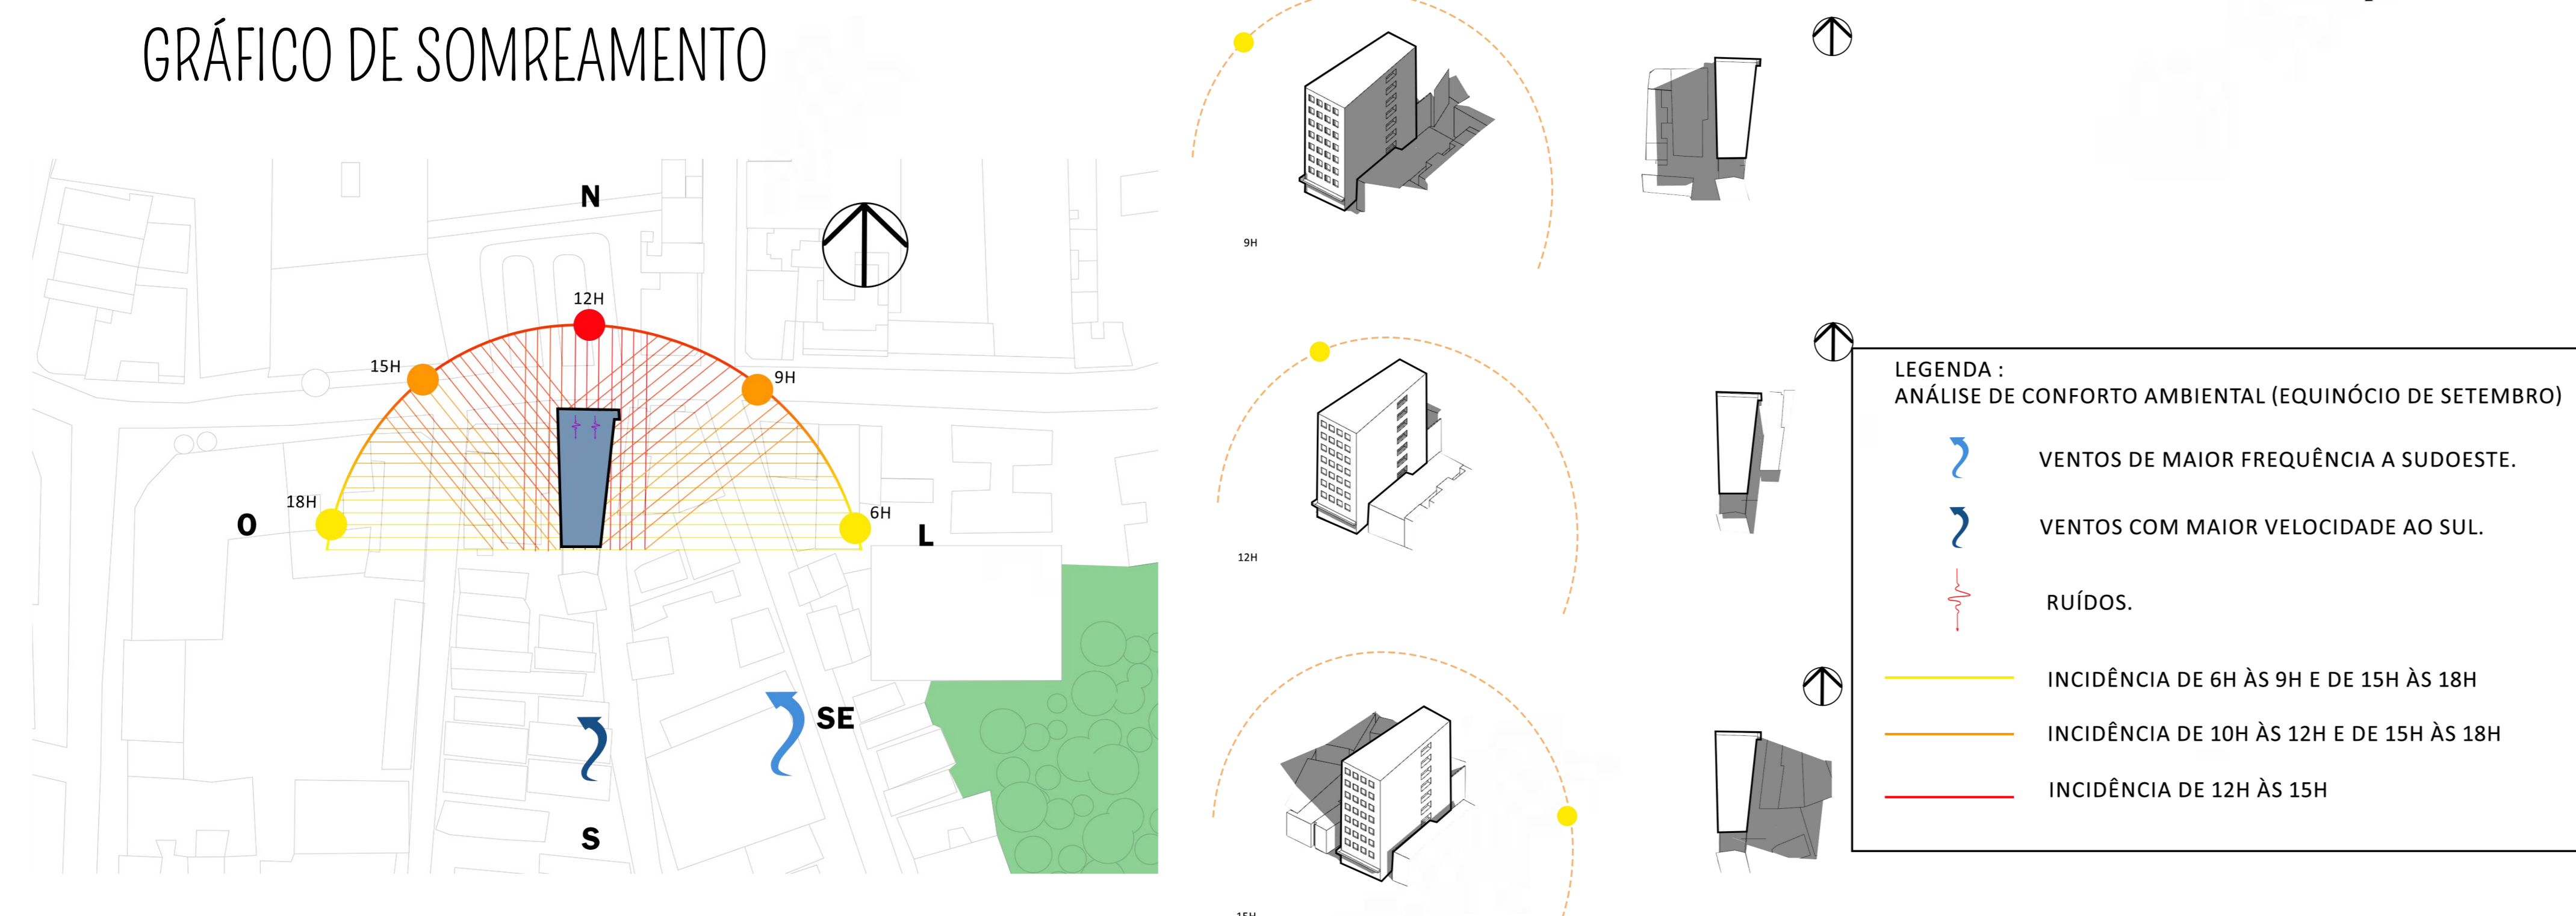 GRÁFICO DE SOMREAMENTO
N
12H
15H
9H
18H
6H
O
L
SE
S
9H
12H
15H
LEGENDA :
ANÁLISE DE CONFORTO AMBIENTAL (EQUINÓCIO DE SETEMBRO)
VENTOS DE MAIOR FREQUÊNCIA A SUDOESTE.
VENTOS COM MAIOR VELOCIDADE AO SUL.
RUÍDOS.
INCIDÊNCIA DE 6H ÀS 9H E DE 15H ÀS 18H
INCIDÊNCIA DE 10H ÀS 12H E DE 15H ÀS 18H
INCIDÊNCIA DE 12H ÀS 15H